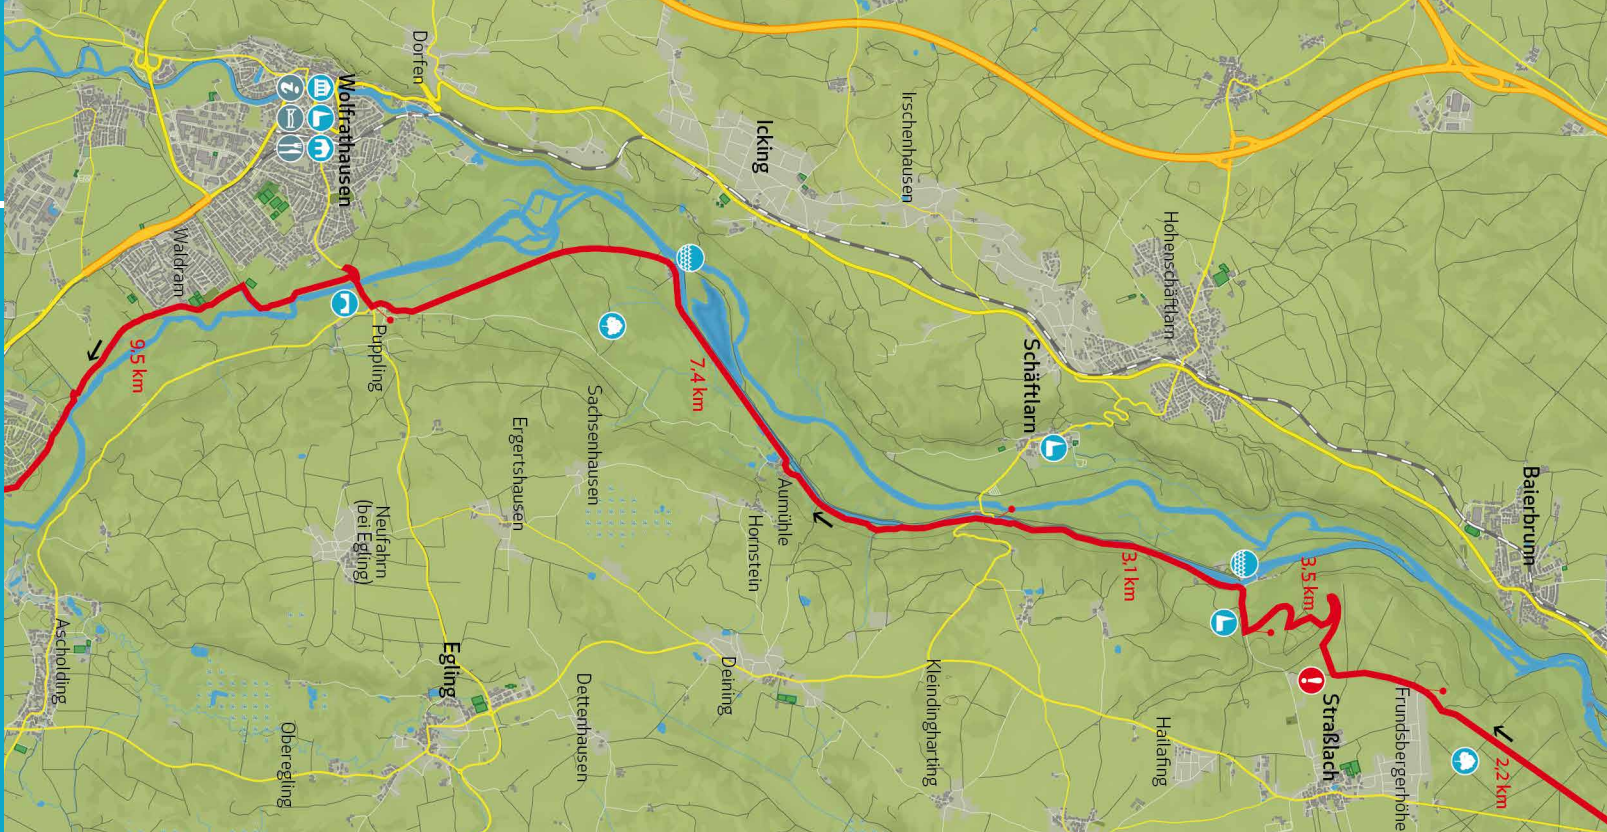 Dorfen
Wolfratshausen
Icking
Irschenhausen
Hohenschäftlarn
Waldram
Puppling
9,5 km
7,4 km
Schäftlarn
Sachsenhausen
Ergertshausen
Aumühle
Hornstein
Neufahrn
(bei Egling)
Baierbrunn
3,1 km
3,5 km
Ascholding
Egling
Deining
Dettenhausen
Oberegling
Kleindingharting
Hailafing
Straßlach
Frundsbergerhöhe
2,2 km